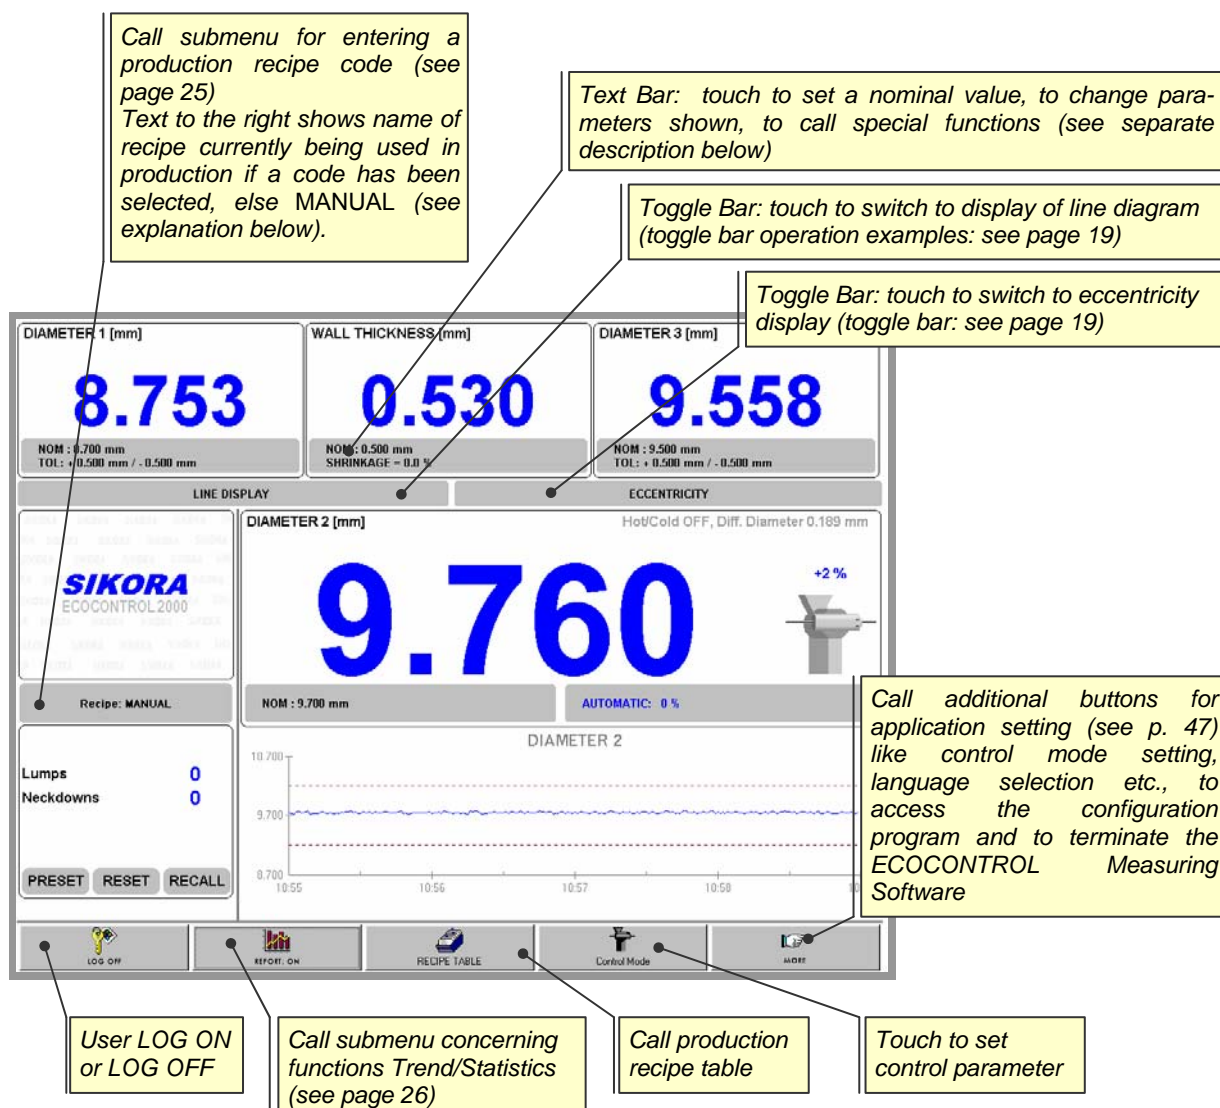 Call submenu for entering a
production recipe code (see
page 25)
Text to the right shows name of
recipe currently being used in
production if a code has been
selected, else MANUAL (see
explanation below).
Text Bar: touch to set a nominal value, to change para-
meters shown, to call special functions (see separate
description below)
Toggle Bar: touch to switch to display of line diagram
(toggle bar operation examples: see page 19)
Toggle Bar: touch to switch to eccentricity
display (toggle bar: see page 19)
DIAMETER 1 [mm]
8.753
NOM : 8.700 mm
TOL: + 0.500 mm / - 0.500 mm
WALL THICKNESS [mm]
0.530
NOM : 0.500 mm
SHRINKAGE = 0.0 %
DIAMETER 3 [mm]
9.558
NOM : 9.500 mm
TOL: + 0.500 mm / - 0.500 mm
LINE DISPLAY
ECCENTRICITY
SIKORA
ECOCONTROL 2000
DIAMETER 2 [mm]
Hot/Cold OFF, Diff. Diameter 0.189 mm
9.760
+2 %
Recipe: MANUAL
NOM : 9.700 mm
AUTOMATIC: 0 %
Lumps 0
Neckdowns 0
PRESET RESET RECALL
DIAMETER 2
10.700
9.700
8.700
10:55 10:56 10:57 10:58
Call additional buttons for
application setting (see p. 47)
like control mode setting,
language selection etc., to
access the configuration
program and to terminate the
ECOCONTROL Measuring
Software
LOG OFF
REPORT: ON
RECIPE TABLE
Control Mode
MORE
User LOG ON
or LOG OFF
Call submenu concerning
functions Trend/Statistics
(see page 26)
Call production
recipe table
Touch to set
control parameter